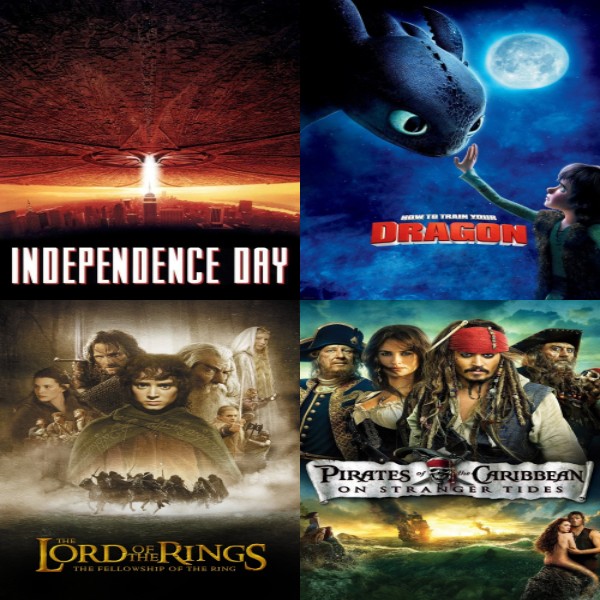 INDEPENDENCE DAY
HOW TO TRAIN YOUR
DRAGON
THE
LORD OF THE RINGS
THE FELLOWSHIP OF THE RING
PIRATES of the CARIBBEAN
ON STRANGER TIDES